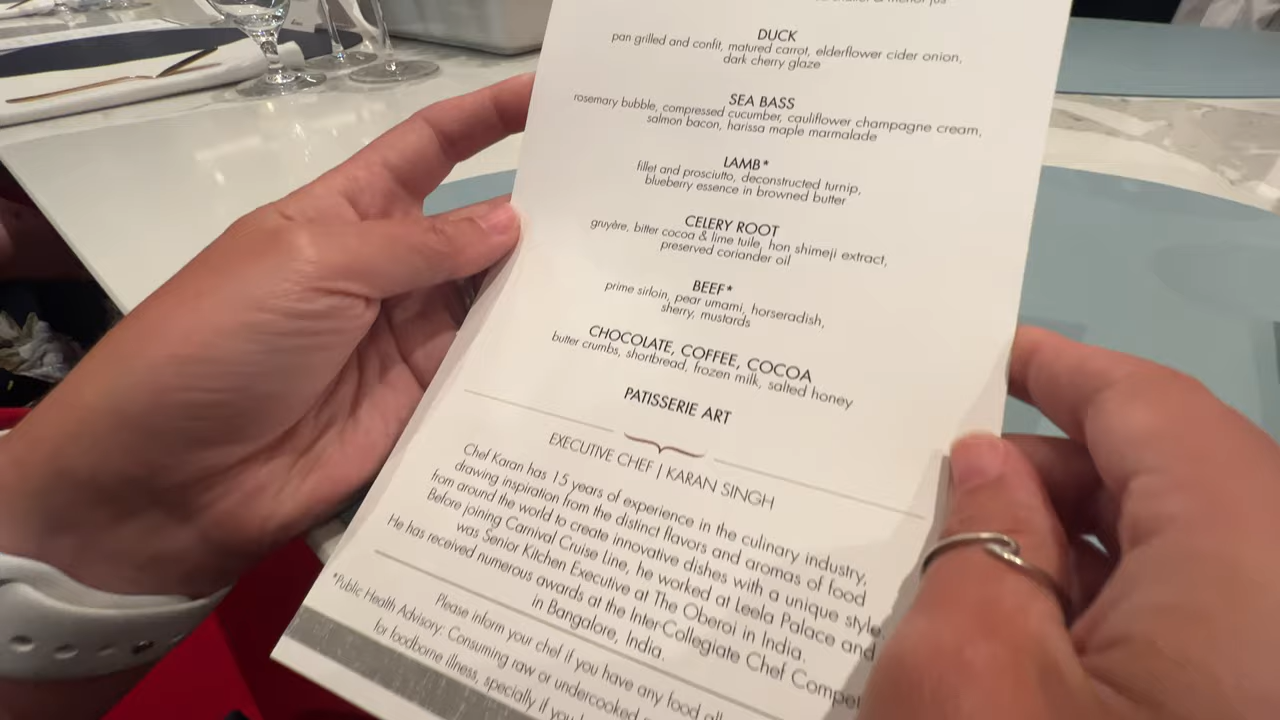 DUCK
pan grilled and confit, matured carrot, elderflower cider onion,
dark cherry glaze
SEA BASS
rosemary bubble, compressed cucumber, cauliflower champagne cream,
salmon bacon, harissa maple marmalade
LAMB*
fillet and prosciutto, deconstructed turnip,
blueberry essence in browned butter
CELERY ROOT
gruyère, bitter cocoa & lime tuile, hon shimeji extract,
preserved coriander oil
BEEF*
prime sirloin, pear umami, horseradish,
sherry, mustards
CHOCOLATE, COFFEE, COCOA
butter crumbs, shortbread, frozen milk, salted honey
PATISSERIE ART
EXECUTIVE CHEF | KARAN SINGH
Chef Karan has 15 years of experience in the culinary industry,
drawing inspiration from the distinct flavors and aromas of food
from around the world to create innovative dishes with a unique style.
Before joining Carnival Cruise Line, he worked at Leela Palace and
was Senior Kitchen Executive at The Oberoi in India.
He has received numerous awards at the Inter-Collegiate Chef Compet
in Bangalore, India.
Please inform your chef if you have any food all
*Public Health Advisory: Consuming raw or undercooked
for foodborne illness, specially if you